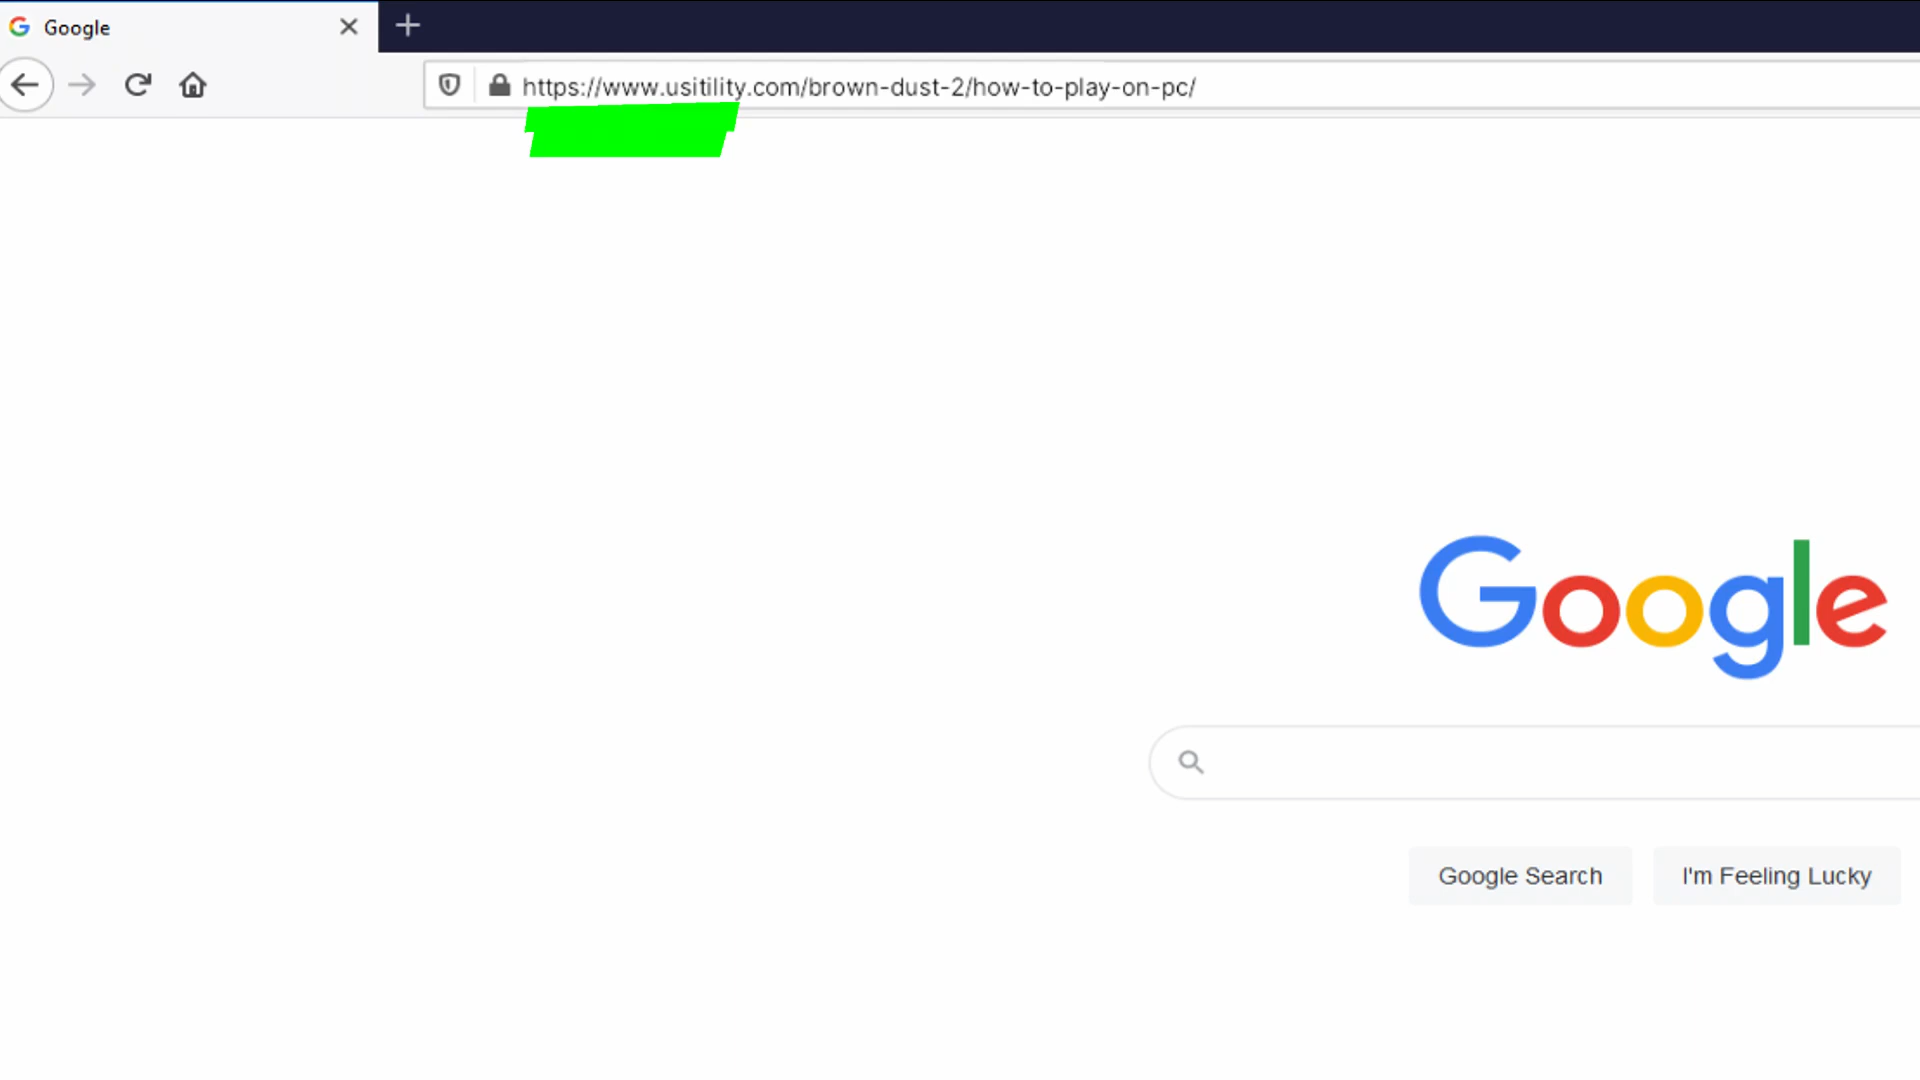 Google
https://www.usitility.com/brown-dust-2/how-to-play-on-pc/
Google
Google Search
I'm Feeling Lucky